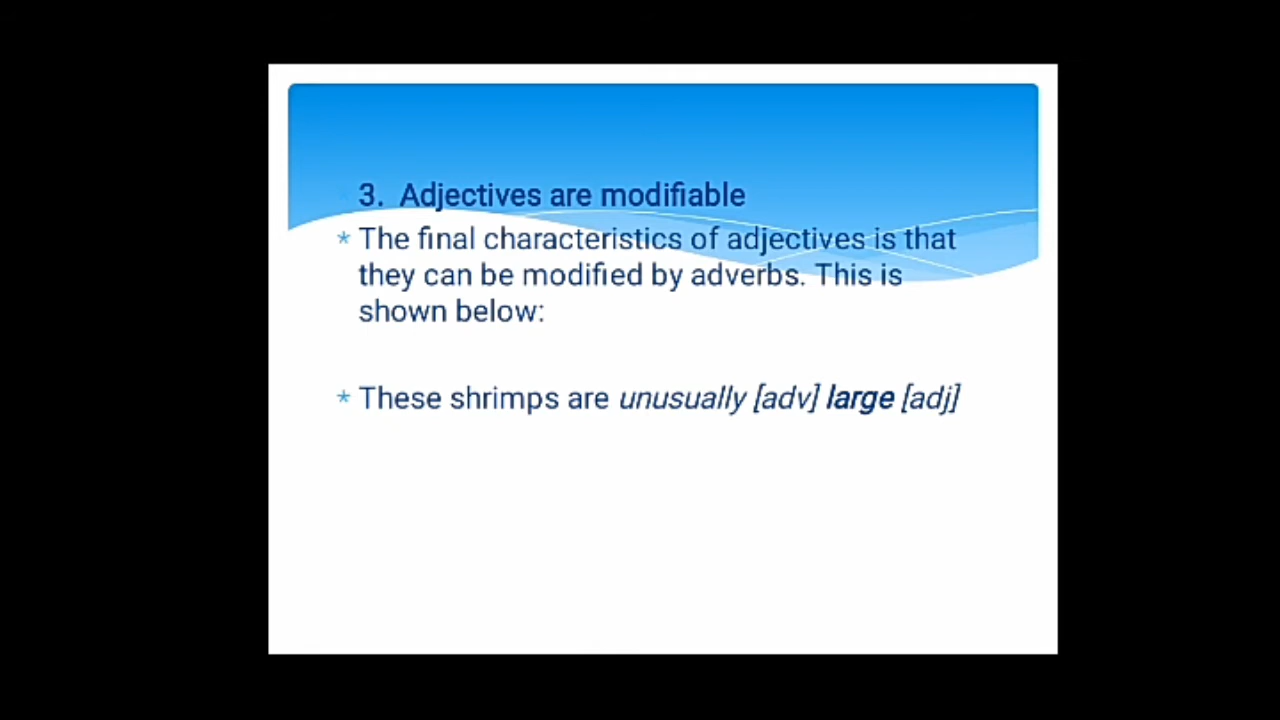 3. Adjectives are modifiable
* The final characteristics of adjectives is that
they can be modified by adverbs. This is
shown below:
* These shrimps are unusually [adv] large [adj]